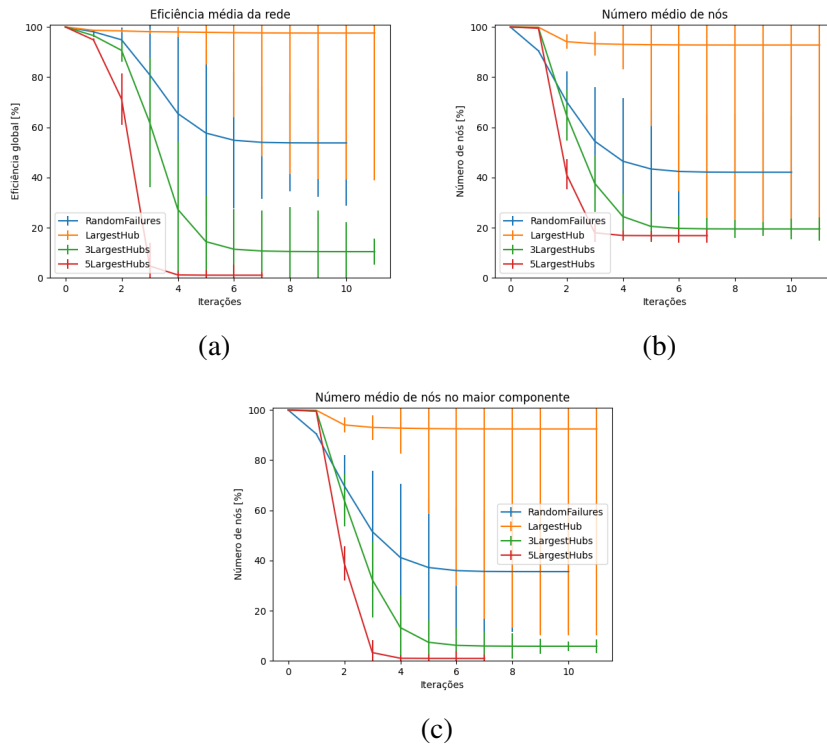 Eficiência média da rede
Eficiência global [%]
100
80
60
40
20
0
RandomFailures
LargestHub
3LargestHubs
5LargestHubs
0 2 4 6 8 10
Iterações
(a)
Número médio de nós
Número de nós [%]
100
80
60
40
20
0
RandomFailures
LargestHub
3LargestHubs
5LargestHubs
0 2 4 6 8 10
Iterações
(b)
Número médio de nós no maior componente
Número de nós [%]
100
80
60
40
20
0
RandomFailures
LargestHub
3LargestHubs
5LargestHubs
0 2 4 6 8 10
Iterações
(c)